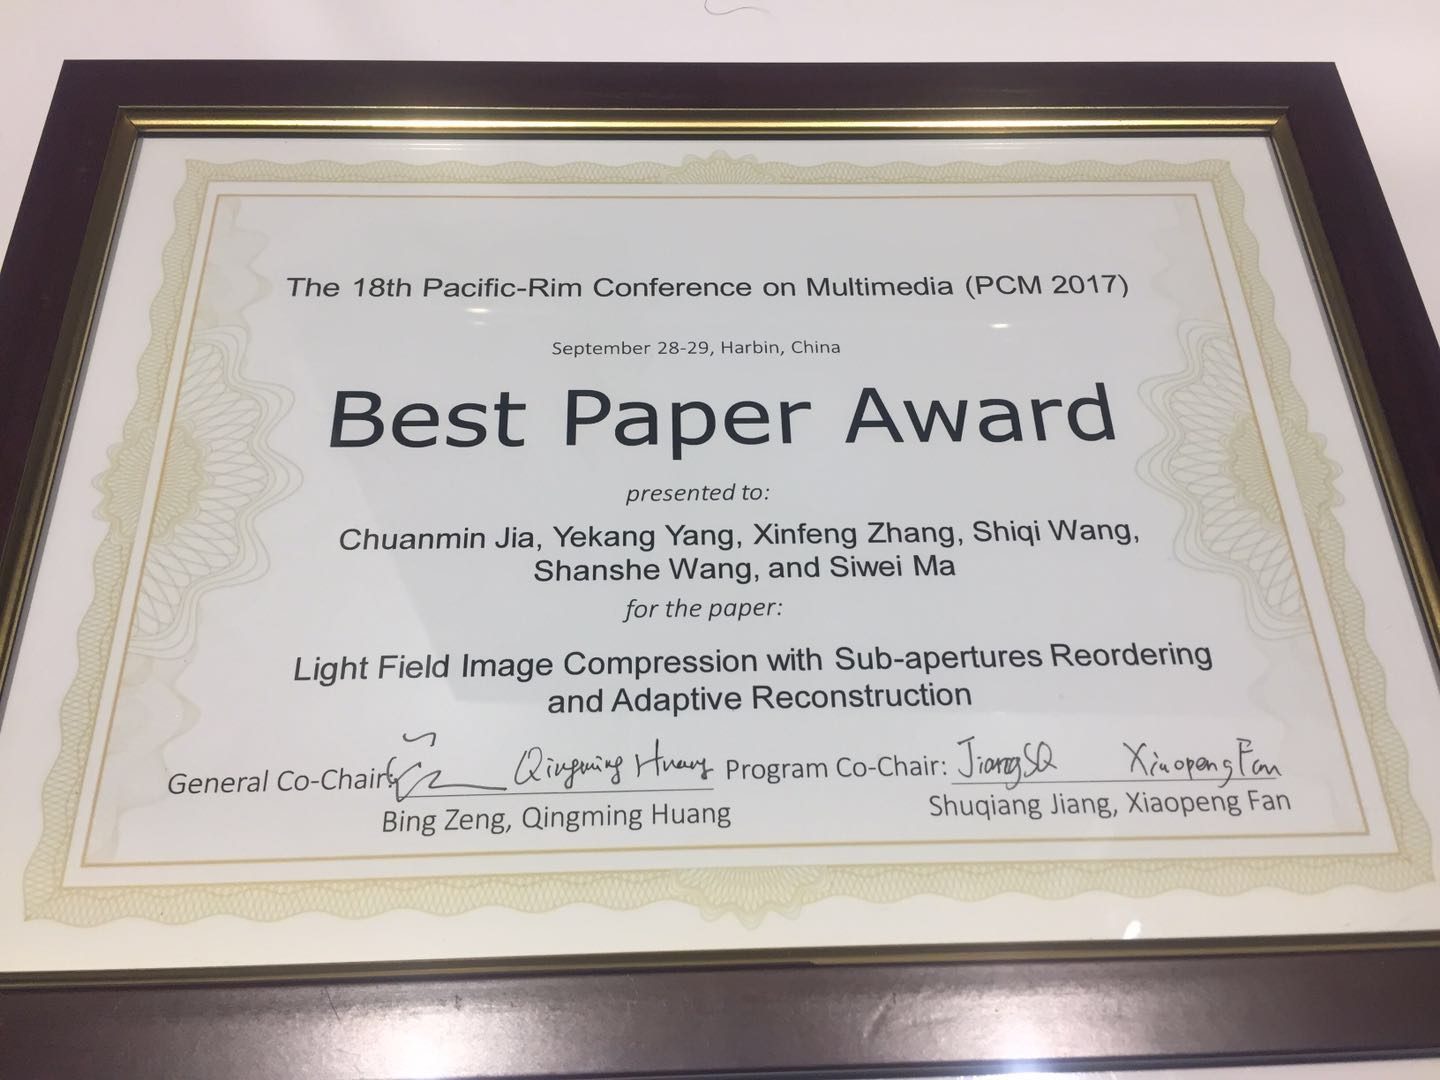 The 18th Pacific-Rim Conference on Multimedia (PCM 2017)
September 28-29, Harbin, China
Best Paper Award
presented to:
Chuanmin Jia, Yekang Yang, Xinfeng Zhang, Shiqi Wang,
Shanshe Wang, and Siwei Ma
for the paper:
Light Field Image Compression with Sub-apertures Reordering
and Adaptive Reconstruction
General Co-Chair: Qingming Huang Program Co-Chair: JiangSQ Xiaopeng Fan
Bing Zeng, Qingming Huang Shuqiang Jiang, Xiaopeng Fan